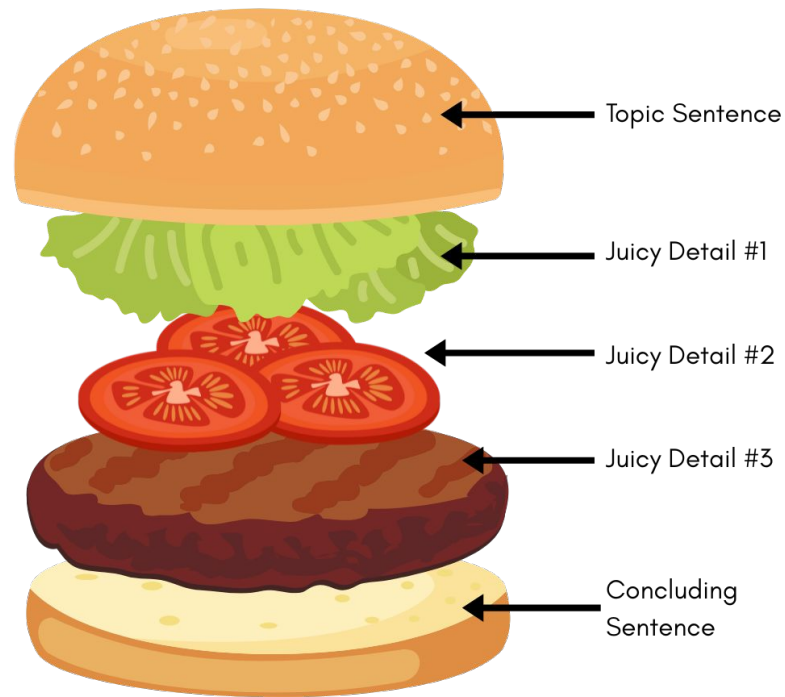 Topic Sentence
Juicy Detail #1
Juicy Detail #2
Juicy Detail #3
Concluding
Sentence